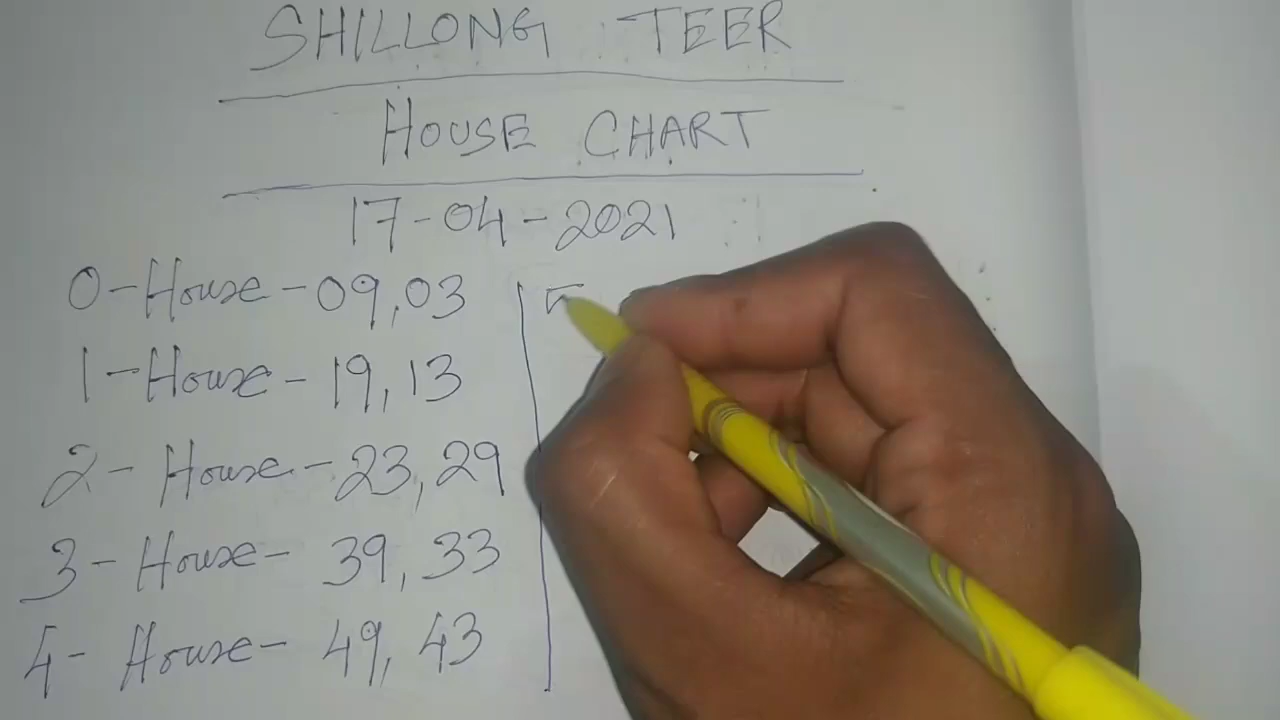 SHILLONG TEER
HOUSE CHART
17-04-2021
0-House-09,03
1-House-19,13
2-House-23,29
3-House-39,33
4-House-49,43